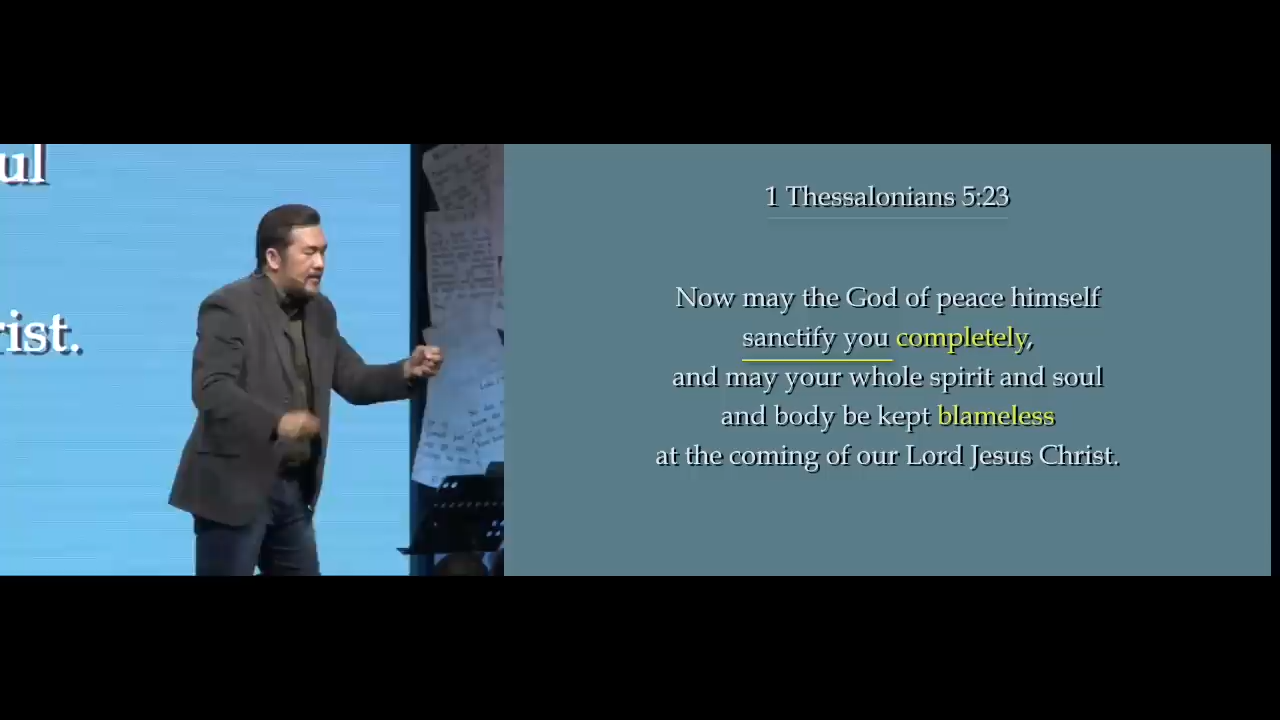 ul
rist.
1 Thessalonians 5:23
Now may the God of peace himself
sanctify you completely,
and may your whole spirit and soul
and body be kept blameless
at the coming of our Lord Jesus Christ.